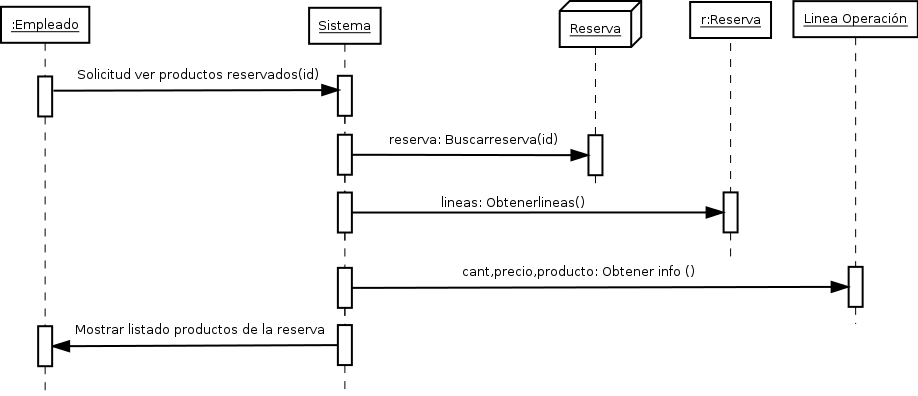 :Empleado
Sistema
Reserva
r:Reserva
Linea Operación
Solicitud ver productos reservados(id)
reserva: Buscarreserva(id)
lineas: Obtenerlineas()
cant,precio,producto: Obtener info ()
Mostrar listado productos de la reserva